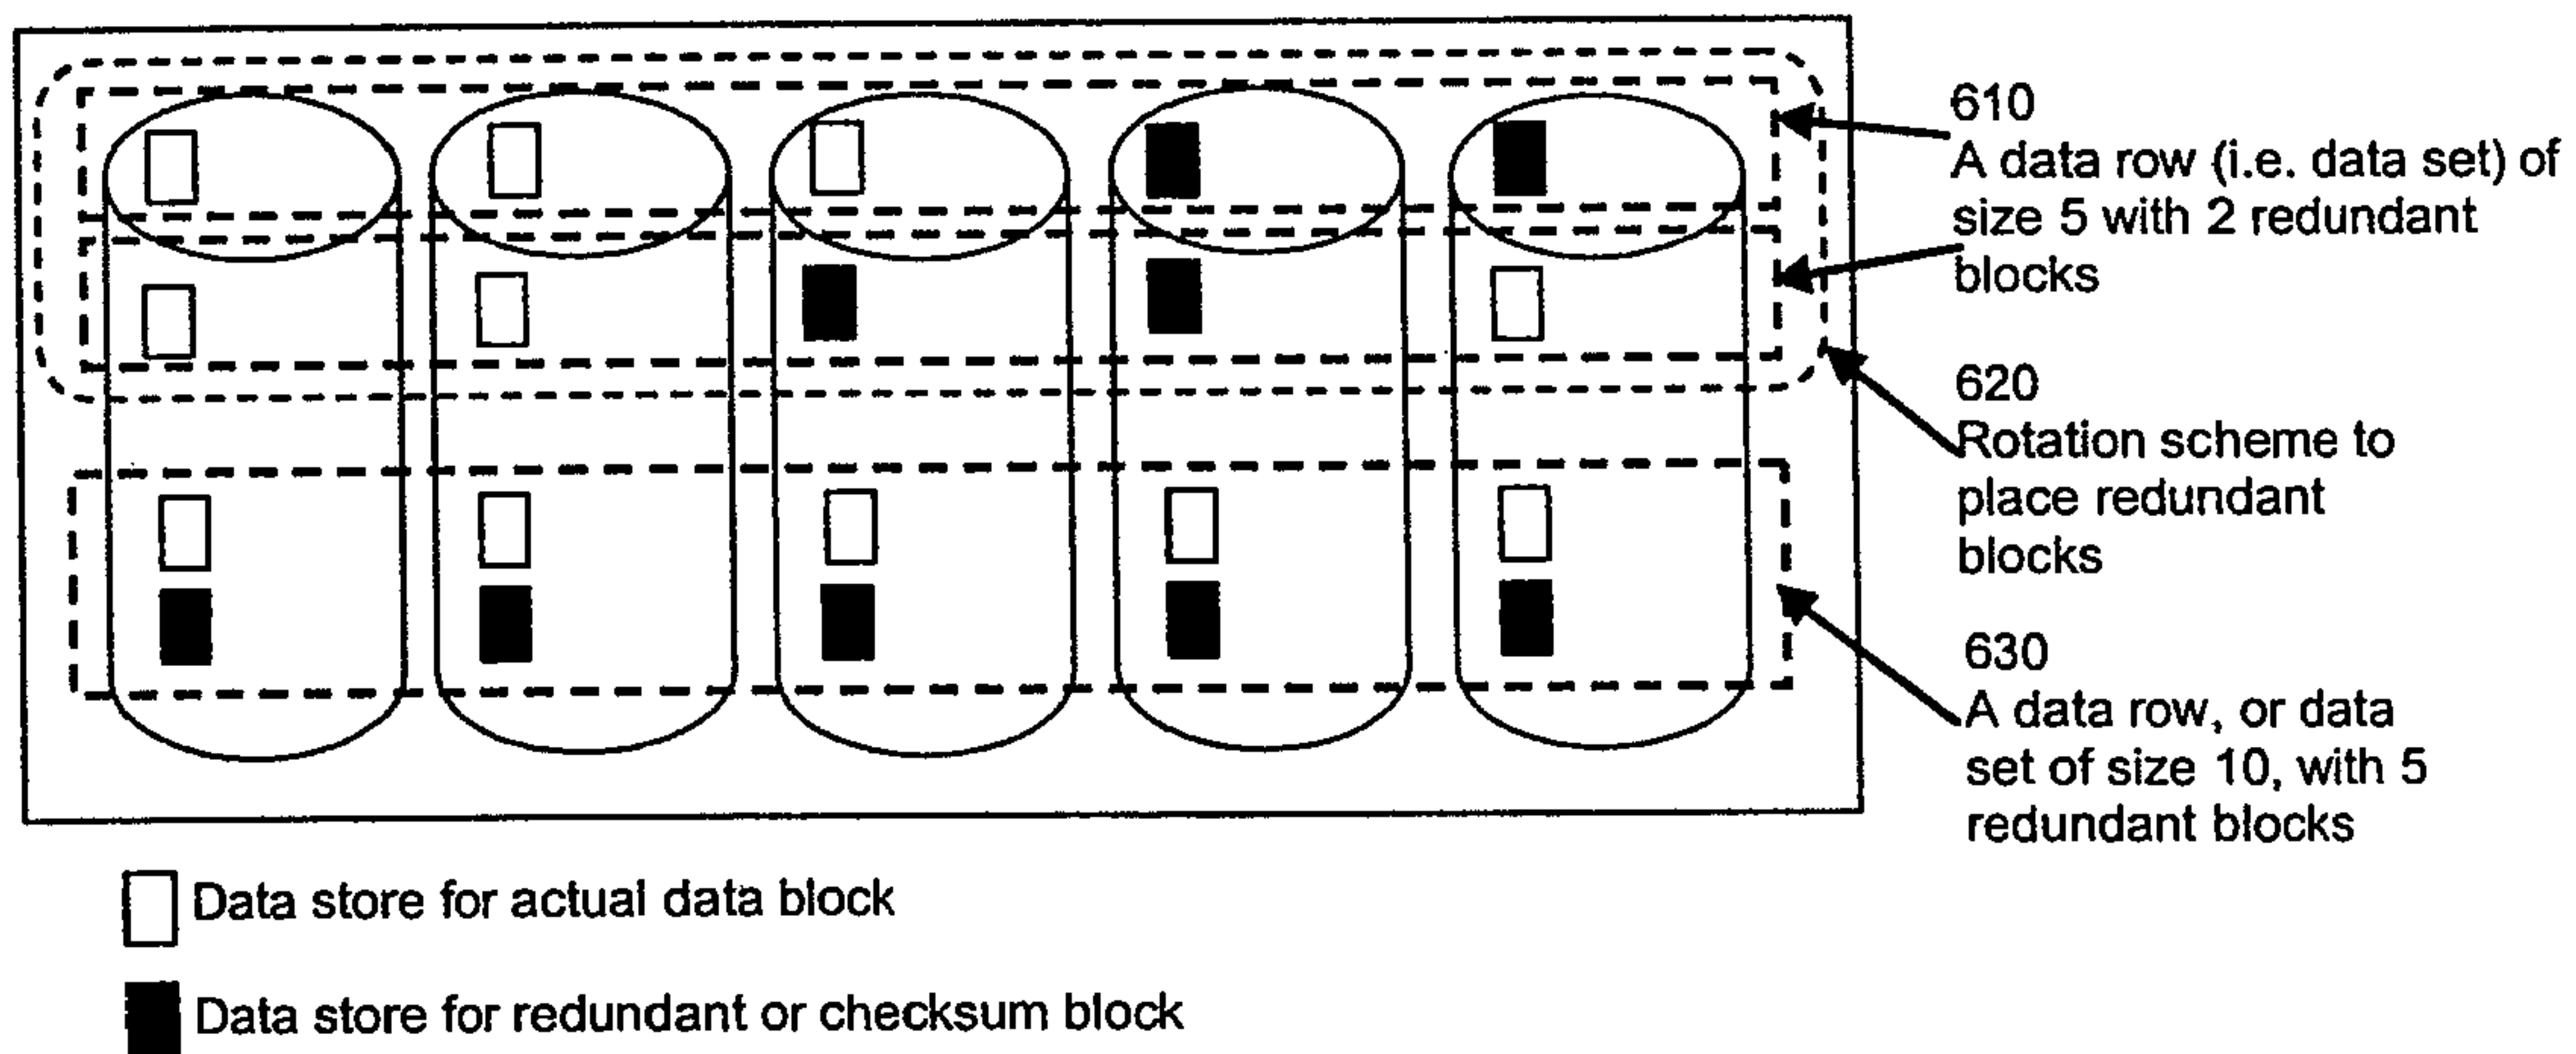 610
A data row (i.e. data set) of
size 5 with 2 redundant
blocks
620
Rotation scheme to
place redundant
blocks
630
A data row, or data
set of size 10, with 5
redundant blocks
Data store for actual data block
Data store for redundant or checksum block